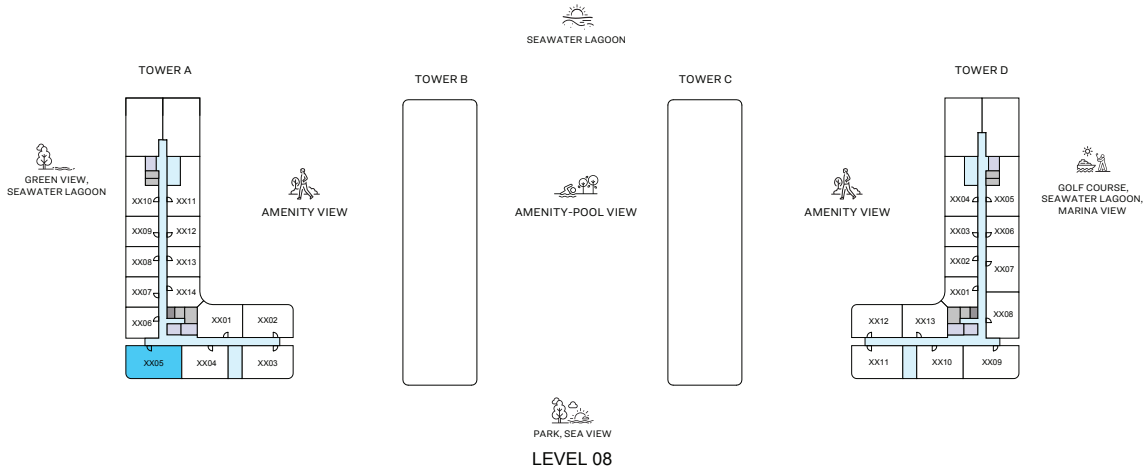 SEAWATER LAGOON
TOWER A
TOWER B
TOWER C
TOWER D
GREEN VIEW,
SEAWATER LAGOON
AMENITY VIEW
AMENITY-POOL VIEW
AMENITY VIEW
GOLF COURSE,
SEAWATER LAGOON,
MARINA VIEW
XX10 XX11
XX09 XX12
XX08 XX13
XX07 XX14
XX06 XX01 XX02
XX05 XX04 XX03
XX04 XX05
XX03 XX06
XX02 XX07
XX01
XX08
XX12 XX13
XX11 XX10 XX09
PARK, SEA VIEW
LEVEL 08